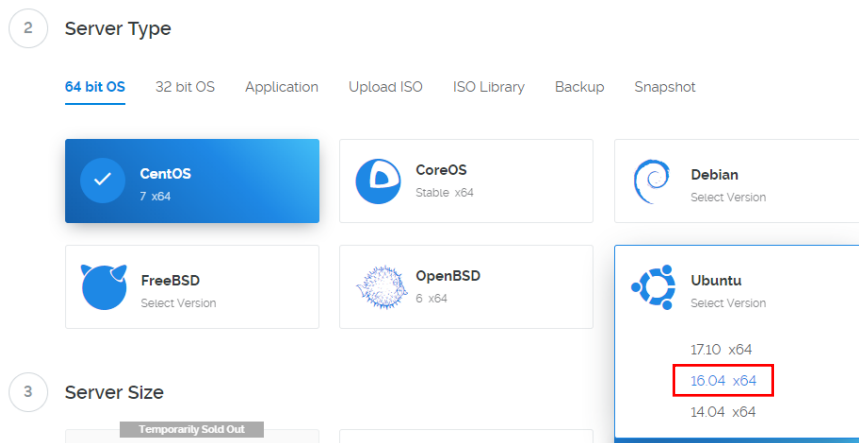 2 Server Type
64 bit OS 32 bit OS Application Upload ISO ISO Library Backup Snapshot
CentOS
7 x64
CoreOS
Stable x64
Debian
Select Version
FreeBSD
Select Version
OpenBSD
6 x64
Ubuntu
Select Version
17.10 x64
16.04 x64
14.04 x64
3 Server Size
Temporarily Sold Out